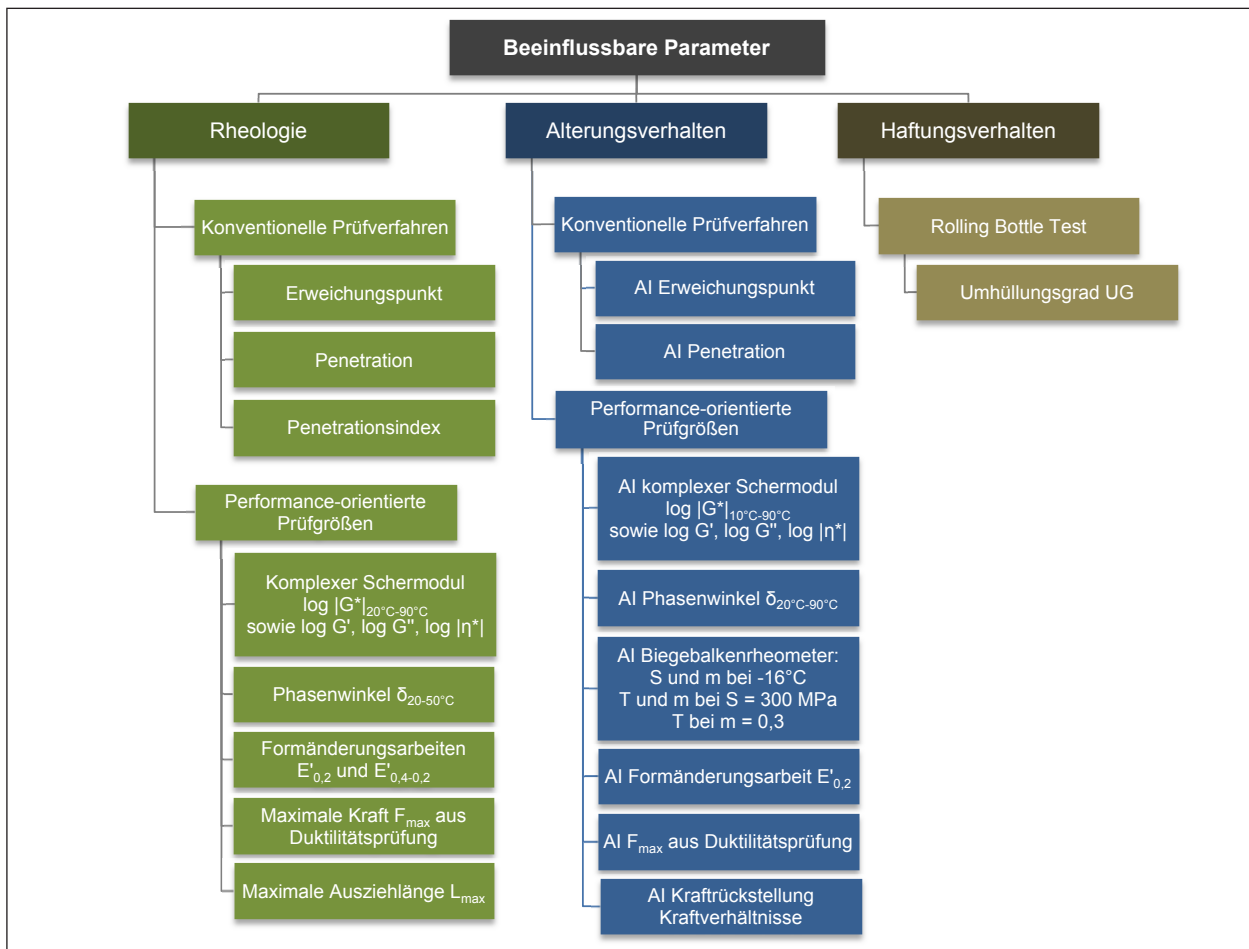 Beeinflussbare Parameter
Rheologie
Konventionelle Prüfverfahren
Erweichungspunkt
Penetration
Penetrationsindex
Performance-orientierte
Prüfgrößen
Komplexer Schermodul
log |G*|20°C-90°C
sowie log G', log G'', log |η*|
Phasenwinkel δ20-50°C
Formänderungsarbeiten
E'0,2 und E'0,4-0,2
Maximale Kraft Fmax aus
Duktilitätsprüfung
Maximale Ausziehlänge Lmax
Alterungsverhalten
Konventionelle Prüfverfahren
AI Erweichungspunkt
AI Penetration
Performance-orientierte
Prüfgrößen
AI komplexer Schermodul
log |G*|10°C-90°C
sowie log G', log G'', log |η*|
AI Phasenwinkel δ20°C-90°C
AI Biegebalkenrheometer:
S und m bei -16°C
T und m bei S = 300 MPa
T bei m = 0,3
AI Formänderungsarbeit E'0,2
AI Fmax aus Duktilitätsprüfung
AI Kraftrückstellung
Kraftverhältnisse
Haftungsverhalten
Rolling Bottle Test
Umhüllungsgrad UG